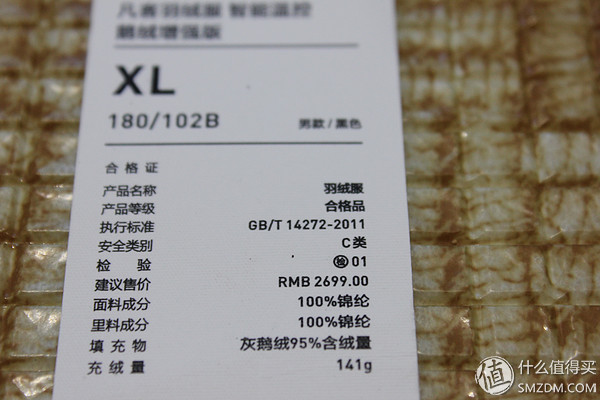 凡客羽绒服 智能温控
鹅绒增强版
XL
180/102B 男款/黑色
合格证
产品名称 羽绒服
产品等级 合格品
执行标准 GB/T 14272-2011
安全类别 C类
检 验 ㊡01
建议售价 RMB 2699.00
面料成分 100%锦纶
里料成分 100%锦纶
填充物 灰鹅绒95%含绒量
充绒量 141g
值 什么值得买
SMZDM.COM